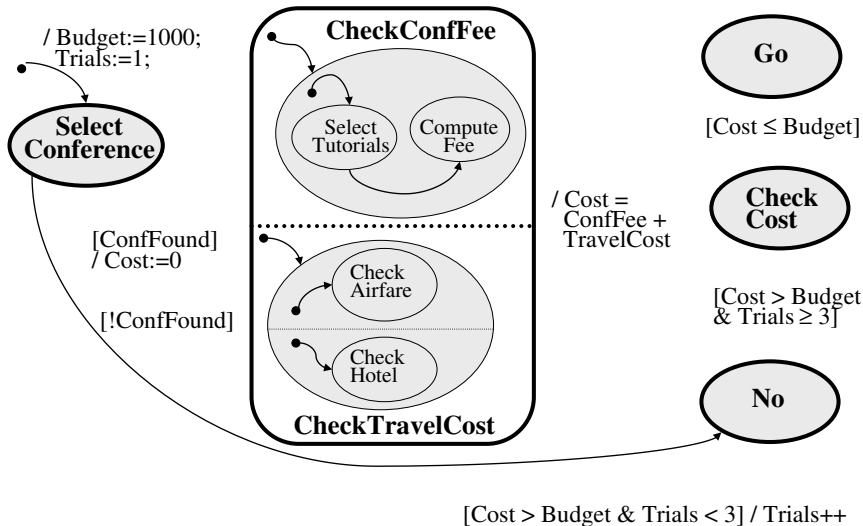 / Budget:=1000;
Trials:=1;
Select
Conference
CheckConfFee
Select
Tutorials
Compute
Fee
Go
[Cost ≤ Budget]
Check
Cost
/ Cost =
ConfFee +
TravelCost
[ConfFound]
/ Cost:=0
[!ConfFound]
Check
Airfare
Check
Hotel
CheckTravelCost
[Cost > Budget
& Trials ≥ 3]
No
[Cost > Budget & Trials < 3] / Trials++